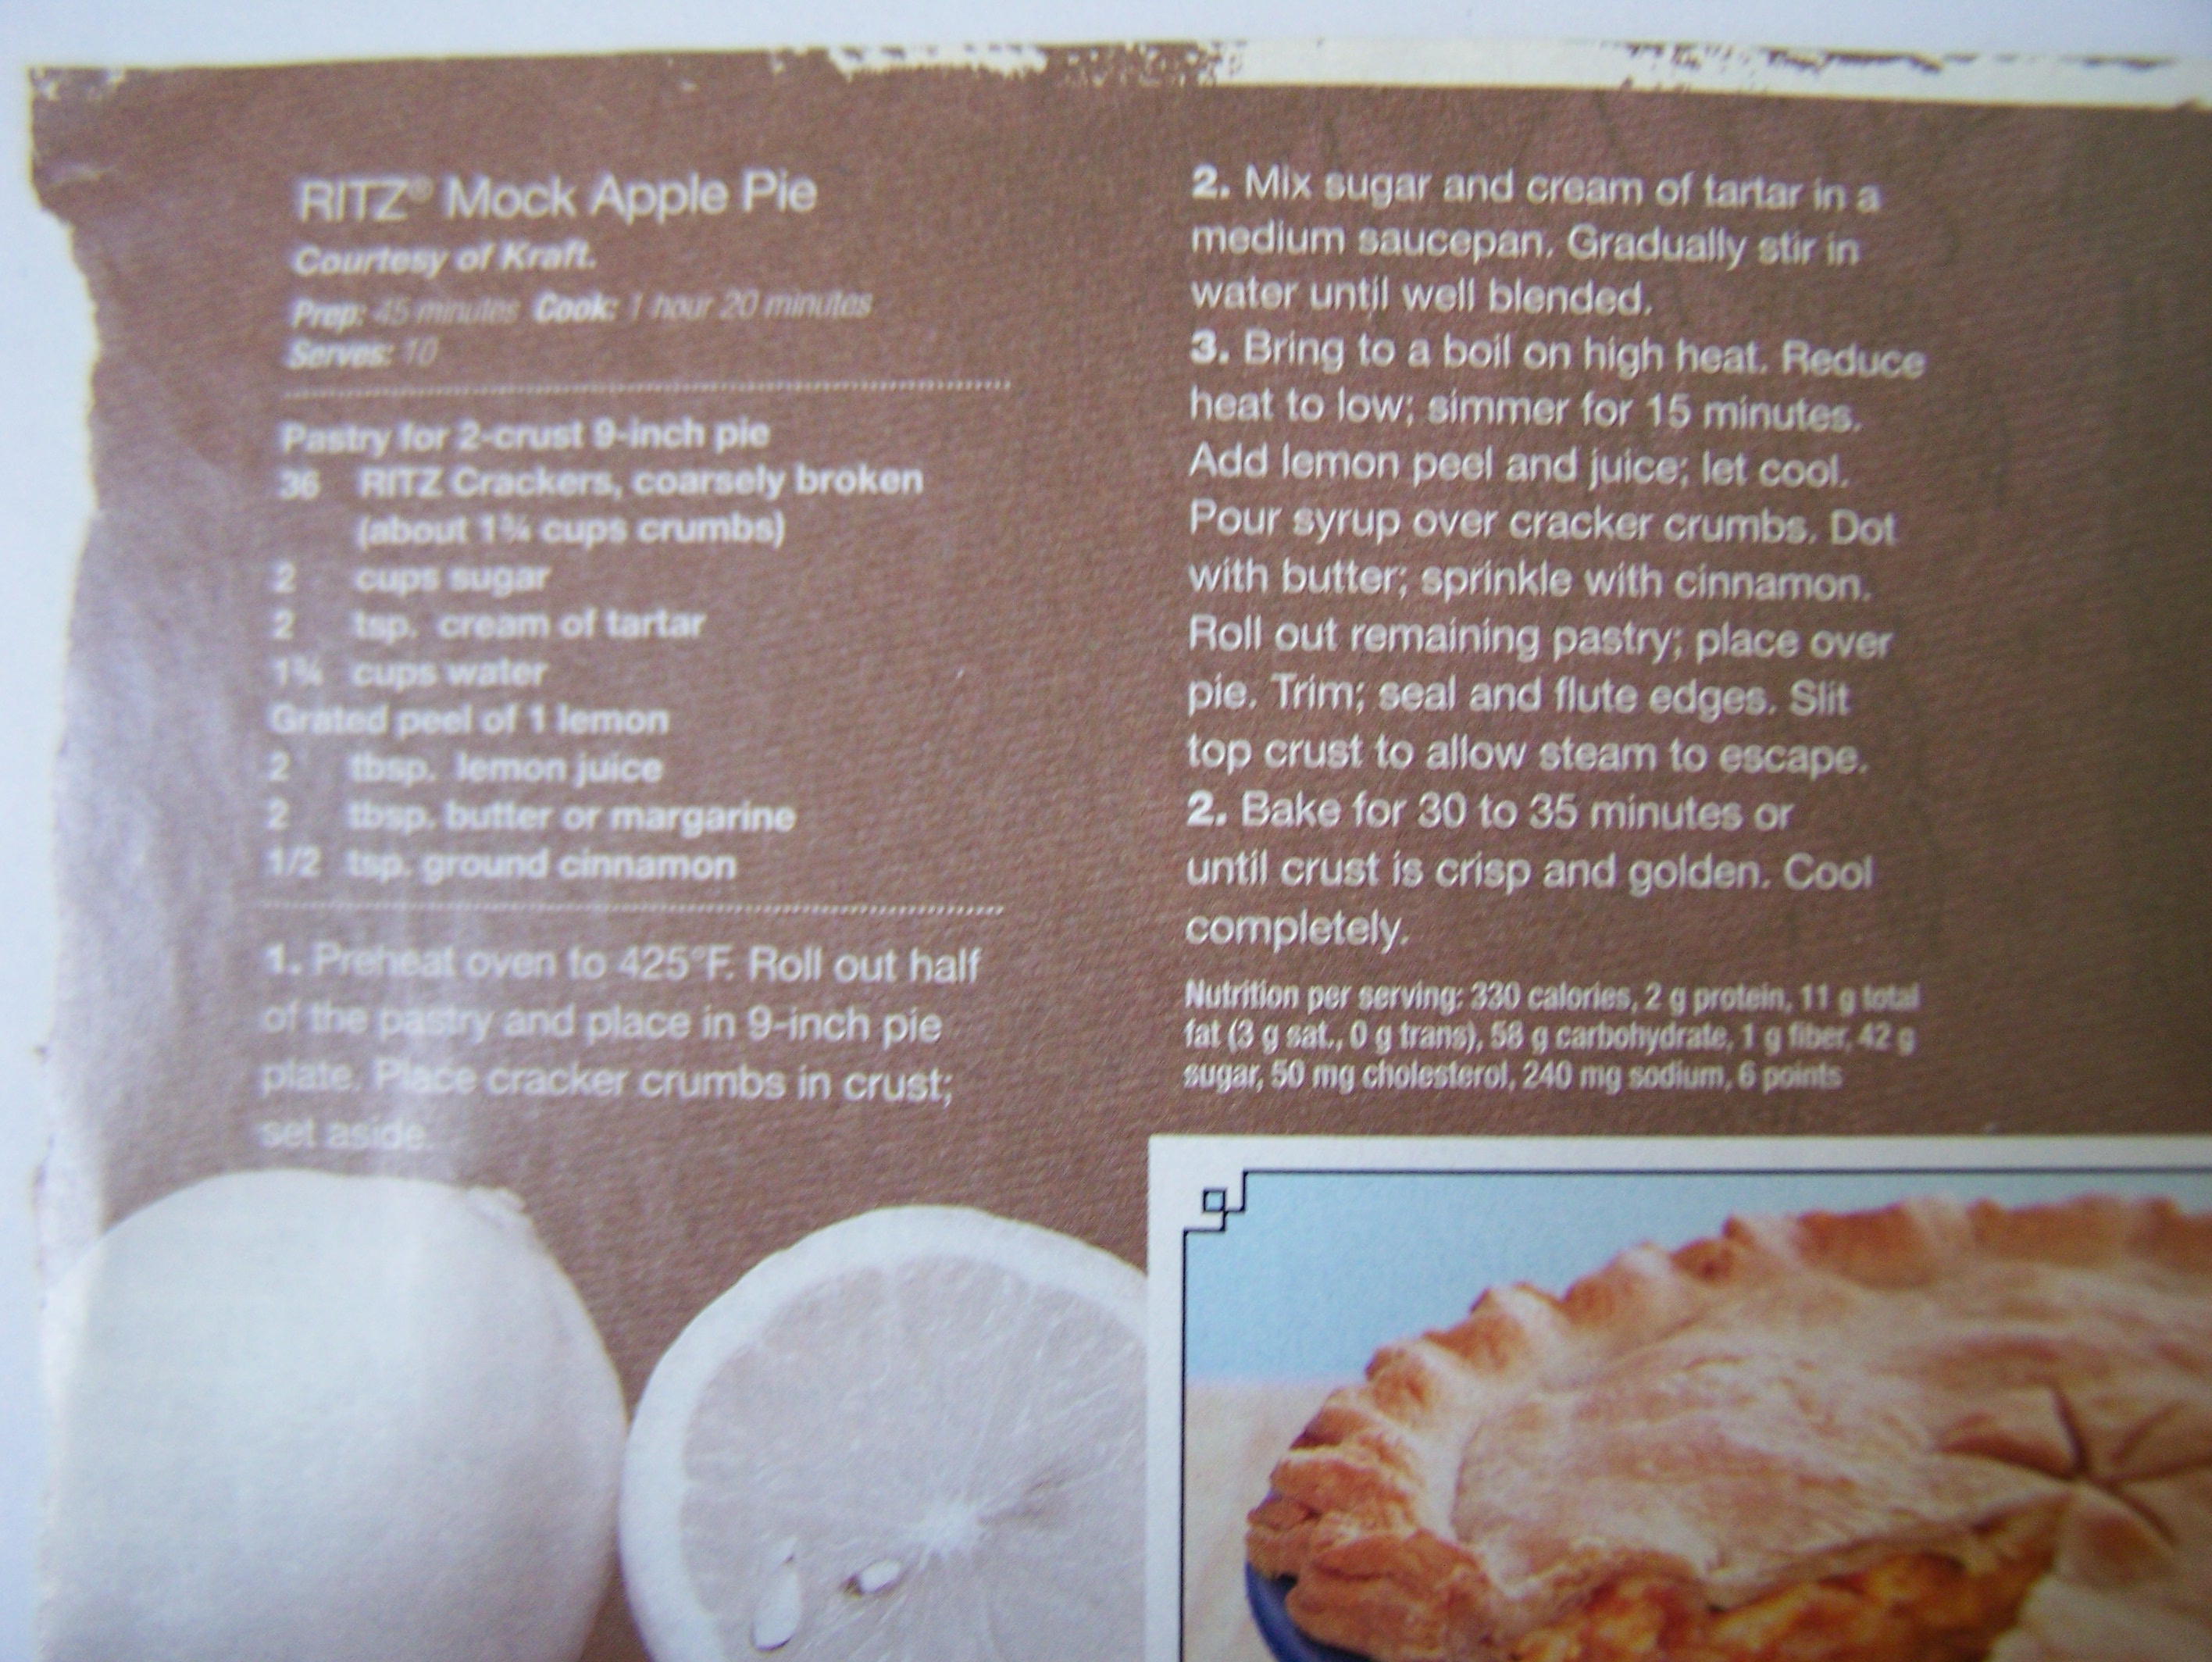 RITZ® Mock Apple Pie
Courtesy of Kraft.
Prep: 45 minutes Cook: 1 hour 20 minutes
Serves: 10
Pastry for 2-crust 9-inch pie
36 RITZ Crackers, coarsely broken
(about 1¾ cups crumbs)
2 cups sugar
2 tsp. cream of tartar
1¾ cups water
Grated peel of 1 lemon
2 tbsp. lemon juice
2 tbsp. butter or margarine
1/2 tsp. ground cinnamon
1. Preheat oven to 425°F. Roll out half
of the pastry and place in 9-inch pie
plate. Place cracker crumbs in crust;
set aside.
2. Mix sugar and cream of tartar in a
medium saucepan. Gradually stir in
water until well blended.
3. Bring to a boil on high heat. Reduce
heat to low; simmer for 15 minutes.
Add lemon peel and juice; let cool.
Pour syrup over cracker crumbs. Dot
with butter; sprinkle with cinnamon.
Roll out remaining pastry; place over
pie. Trim; seal and flute edges. Slit
top crust to allow steam to escape.
2. Bake for 30 to 35 minutes or
until crust is crisp and golden. Cool
completely.
Nutrition per serving: 330 calories, 2 g protein, 11 g total
fat (3 g sat., 0 g trans), 58 g carbohydrate, 1 g fiber, 42 g
sugar, 50 mg cholesterol, 240 mg sodium, 6 points